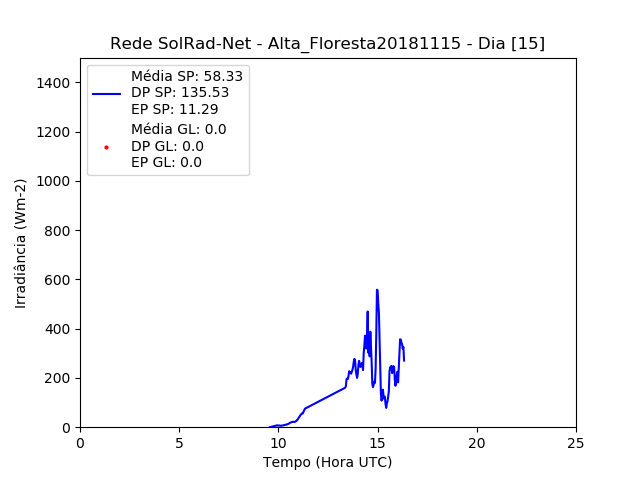 Rede SolRad-Net - Alta_Floresta20181115 - Dia [15]
Média SP: 58.33
DP SP: 135.53
EP SP: 11.29
Média GL: 0.0
DP GL: 0.0
EP GL: 0.0
1400
1200
1000
800
600
400
200
0
Irradiância (Wm-2)
0 5 10 15 20 25
Tempo (Hora UTC)